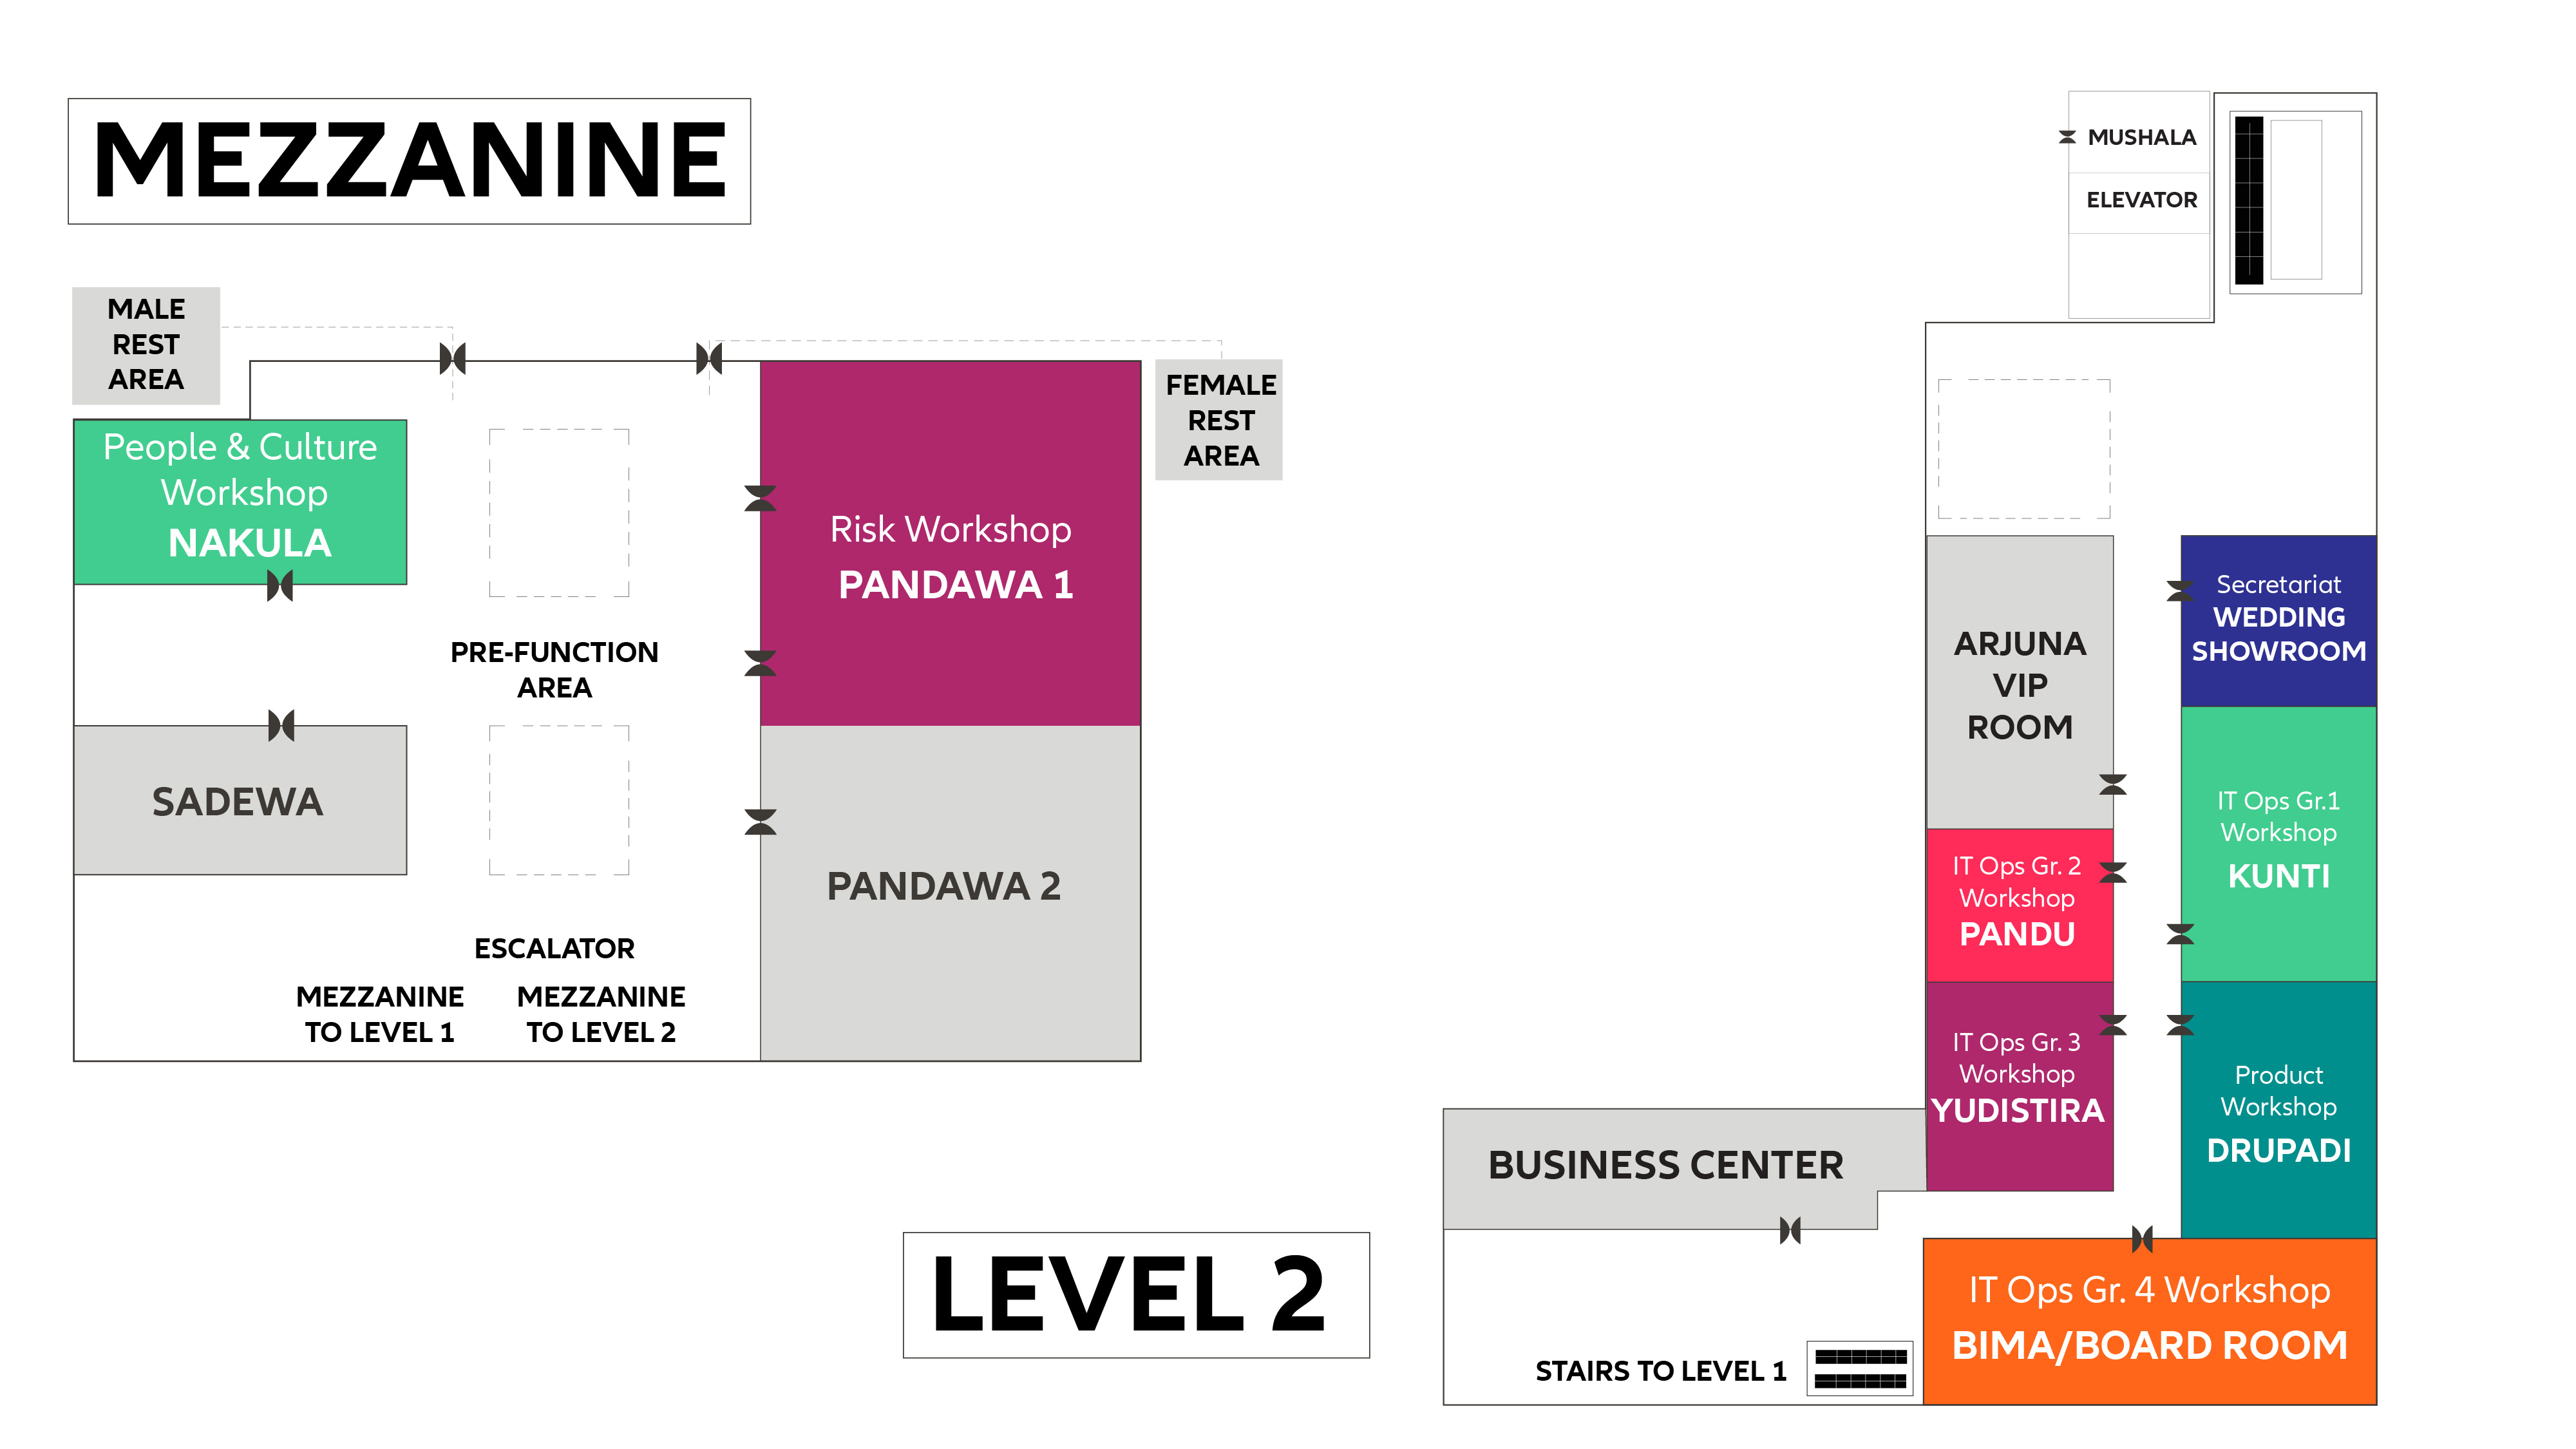 MEZZANINE
MALE
REST
AREA
FEMALE
REST
AREA
People & Culture
Workshop
NAKULA
Risk Workshop
PANDAWA 1
PRE-FUNCTION
AREA
SADEWA
PANDAWA 2
ESCALATOR
MEZZANINE
TO LEVEL 1
MEZZANINE
TO LEVEL 2
LEVEL 2
MUSHALA
ELEVATOR
ARJUNA
VIP
ROOM
Secretariat
WEDDING
SHOWROOM
IT Ops Gr.1
Workshop
KUNTI
IT Ops Gr. 2
Workshop
PANDU
IT Ops Gr. 3
Workshop
YUDISTIRA
Product
Workshop
DRUPADI
BUSINESS CENTER
IT Ops Gr. 4 Workshop
BIMA/BOARD ROOM
STAIRS TO LEVEL 1